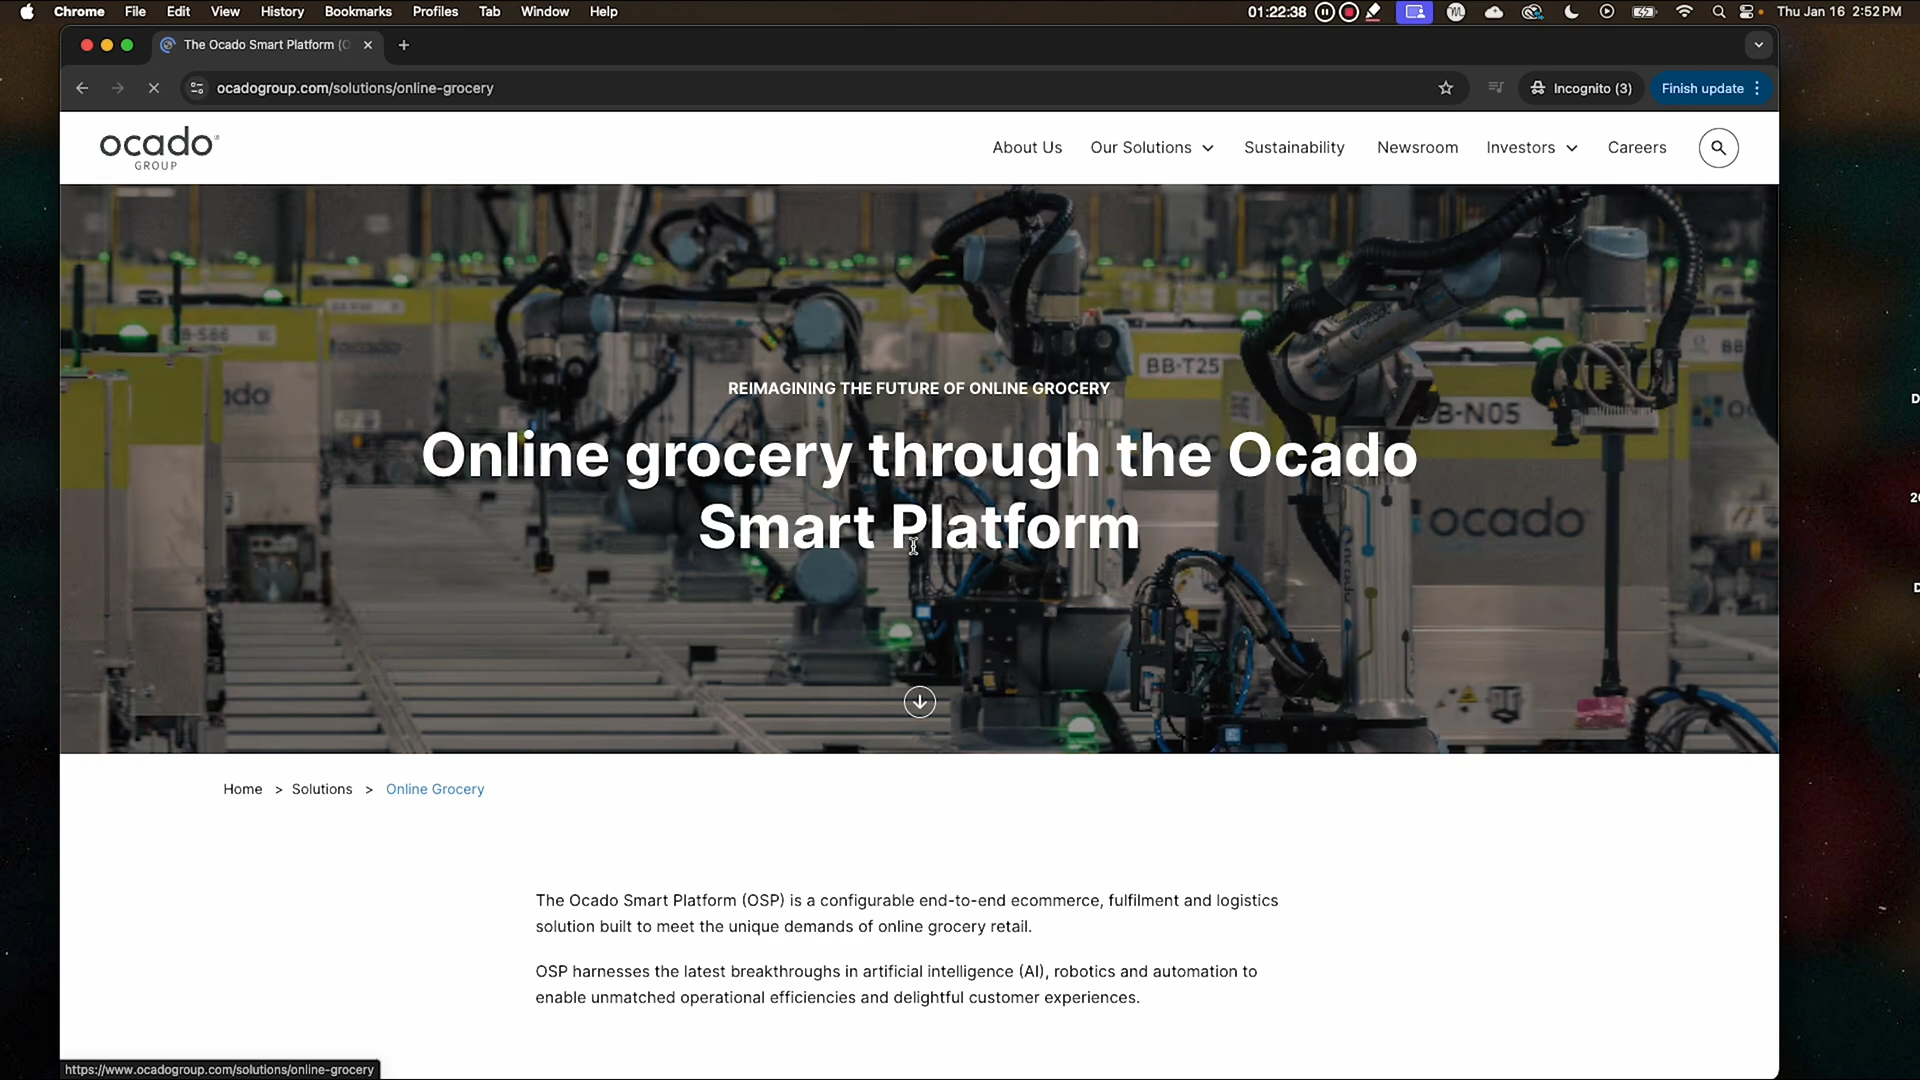 Chrome File Edit View History Bookmarks Profiles Tab Window Help 01:22:38 Thu Jan 16 2:52 PM
The Ocado Smart Platform (
ocadogroup.com/solutions/online-grocery Incognito (3) Finish update
ocado GROUP
About Us Our Solutions Sustainability Newsroom Investors Careers
BB-T25
ocado
REIMAGINING THE FUTURE OF ONLINE GROCERY
Online grocery through the Ocado
Smart Platform
Home > Solutions > Online Grocery
The Ocado Smart Platform (OSP) is a configurable end-to-end ecommerce, fulfilment and logistics
solution built to meet the unique demands of online grocery retail.
OSP harnesses the latest breakthroughs in artificial intelligence (AI), robotics and automation to
enable unmatched operational efficiencies and delightful customer experiences.
https://www.ocadogroup.com/solutions/online-grocery